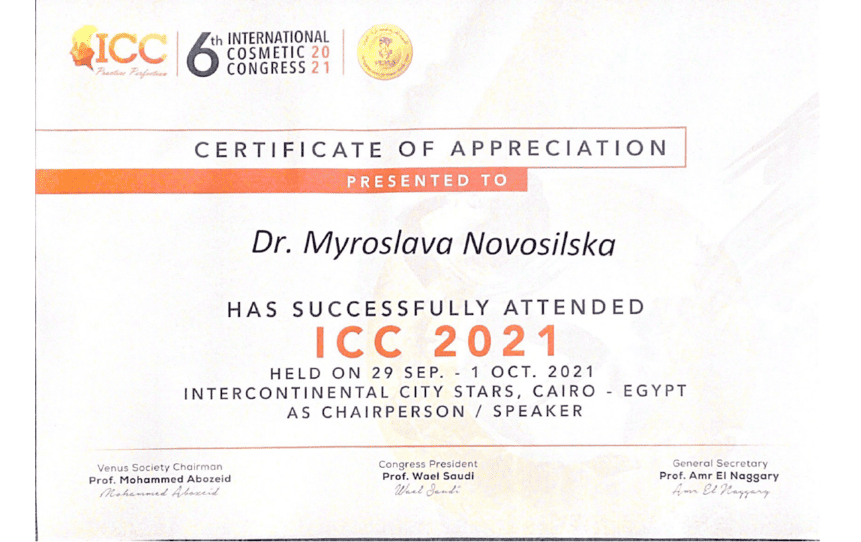 ICC
Practice Perfection
6th INTERNATIONAL
COSMETIC 20
CONGRESS 21
CERTIFICATE OF APPRECIATION
PRESENTED TO
Dr. Myroslava Novosilska
HAS SUCCESSFULLY ATTENDED
ICC 2021
HELD ON 29 SEP. - 1 OCT. 2021
INTERCONTINENTAL CITY STARS, CAIRO - EGYPT
AS CHAIRPERSON / SPEAKER
Venus Society Chairman
Prof. Mohammed Abozeid
Mohammed Abozeid
Congress President
Prof. Wael Saudi
Wael Saudi
General Secretary
Prof. Amr El Naggary
Amr El Naggary